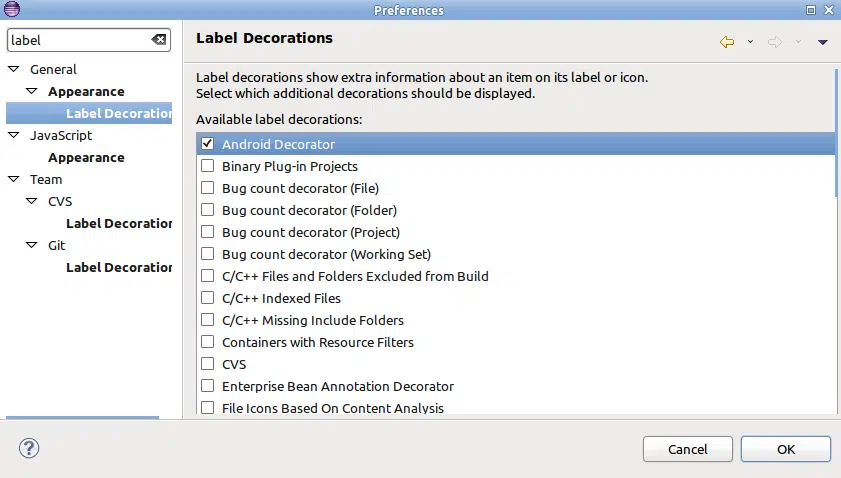 Preferences
label
General
Appearance
Label Decoration
JavaScript
Appearance
Team
CVS
Label Decoration
Git
Label Decoration
Label Decorations
Label decorations show extra information about an item on its label or icon.
Select which additional decorations should be displayed.
Available label decorations:
Android Decorator
Binary Plug-in Projects
Bug count decorator (File)
Bug count decorator (Folder)
Bug count decorator (Project)
Bug count decorator (Working Set)
C/C++ Files and Folders Excluded from Build
C/C++ Indexed Files
C/C++ Missing Include Folders
Containers with Resource Filters
CVS
Enterprise Bean Annotation Decorator
File Icons Based On Content Analysis
Cancel
OK